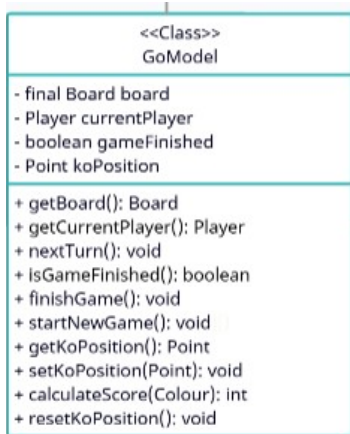 <<Class>>
GoModel
- final Board board
- Player currentPlayer
- boolean gameFinished
- Point koPosition
+ getBoard(): Board
+ getCurrentPlayer(): Player
+ nextTurn(): void
+ isGameFinished(): boolean
+ finishGame(): void
+ startNewGame(): void
+ getKoPosition(): Point
+ setKoPosition(Point): void
+ calculateScore(Colour): int
+ resetKoPosition(): void